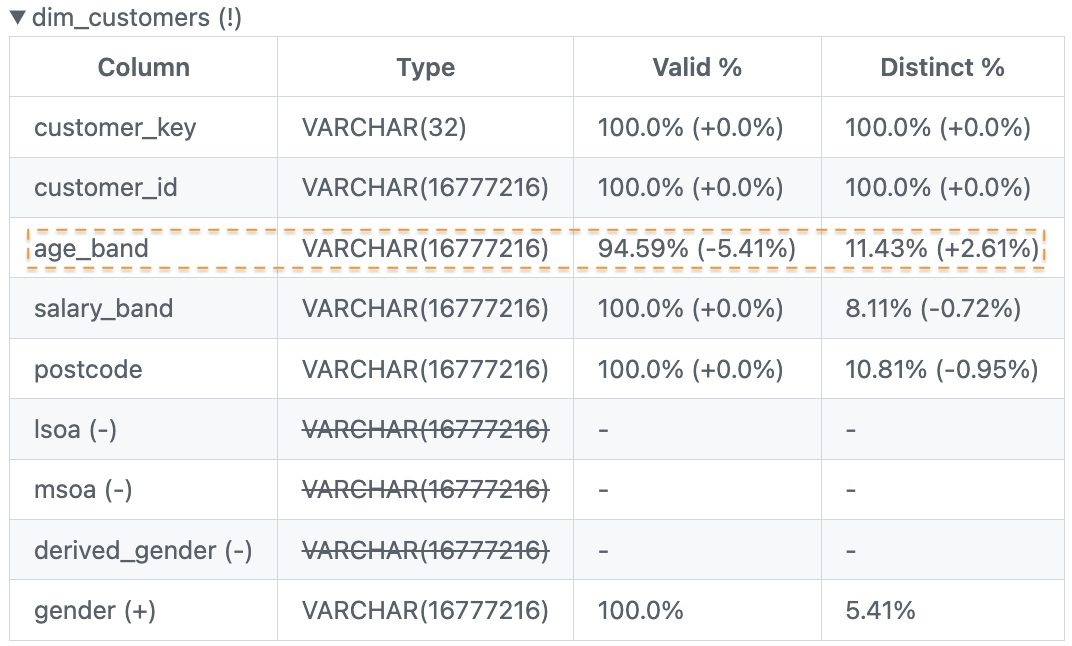 ▼ dim_customers (!)
Column Type Valid % Distinct %
customer_key VARCHAR(32) 100.0% (+0.0%) 100.0% (+0.0%)
customer_id VARCHAR(16777216) 100.0% (+0.0%) 100.0% (+0.0%)
age_band VARCHAR(16777216) 94.59% (-5.41%) 11.43% (+2.61%)
salary_band VARCHAR(16777216) 100.0% (+0.0%) 8.11% (-0.72%)
postcode VARCHAR(16777216) 100.0% (+0.0%) 10.81% (-0.95%)
lsoa (-) VARCHAR(16777216) - -
msoa (-) VARCHAR(16777216) - -
derived_gender (-) VARCHAR(16777216) - -
gender (+) VARCHAR(16777216) 100.0% 5.41%